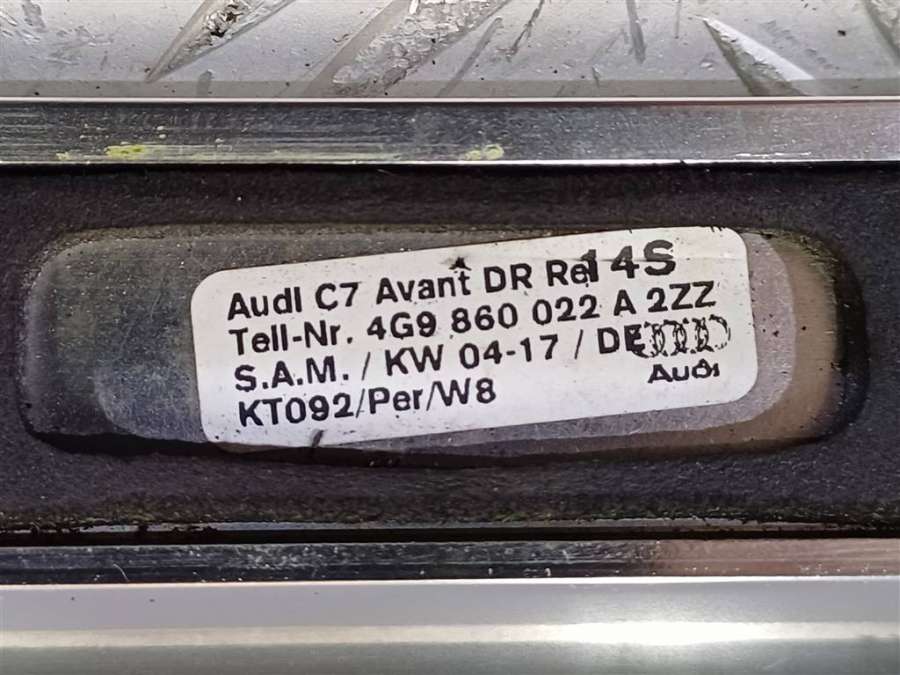 Audi C7 Avant DR Rel 14S
Teil-Nr. 4G9 860 022 A 2ZZ
S.A.M. / KW 04-17 / DE
Audi
KT092/Per/W8